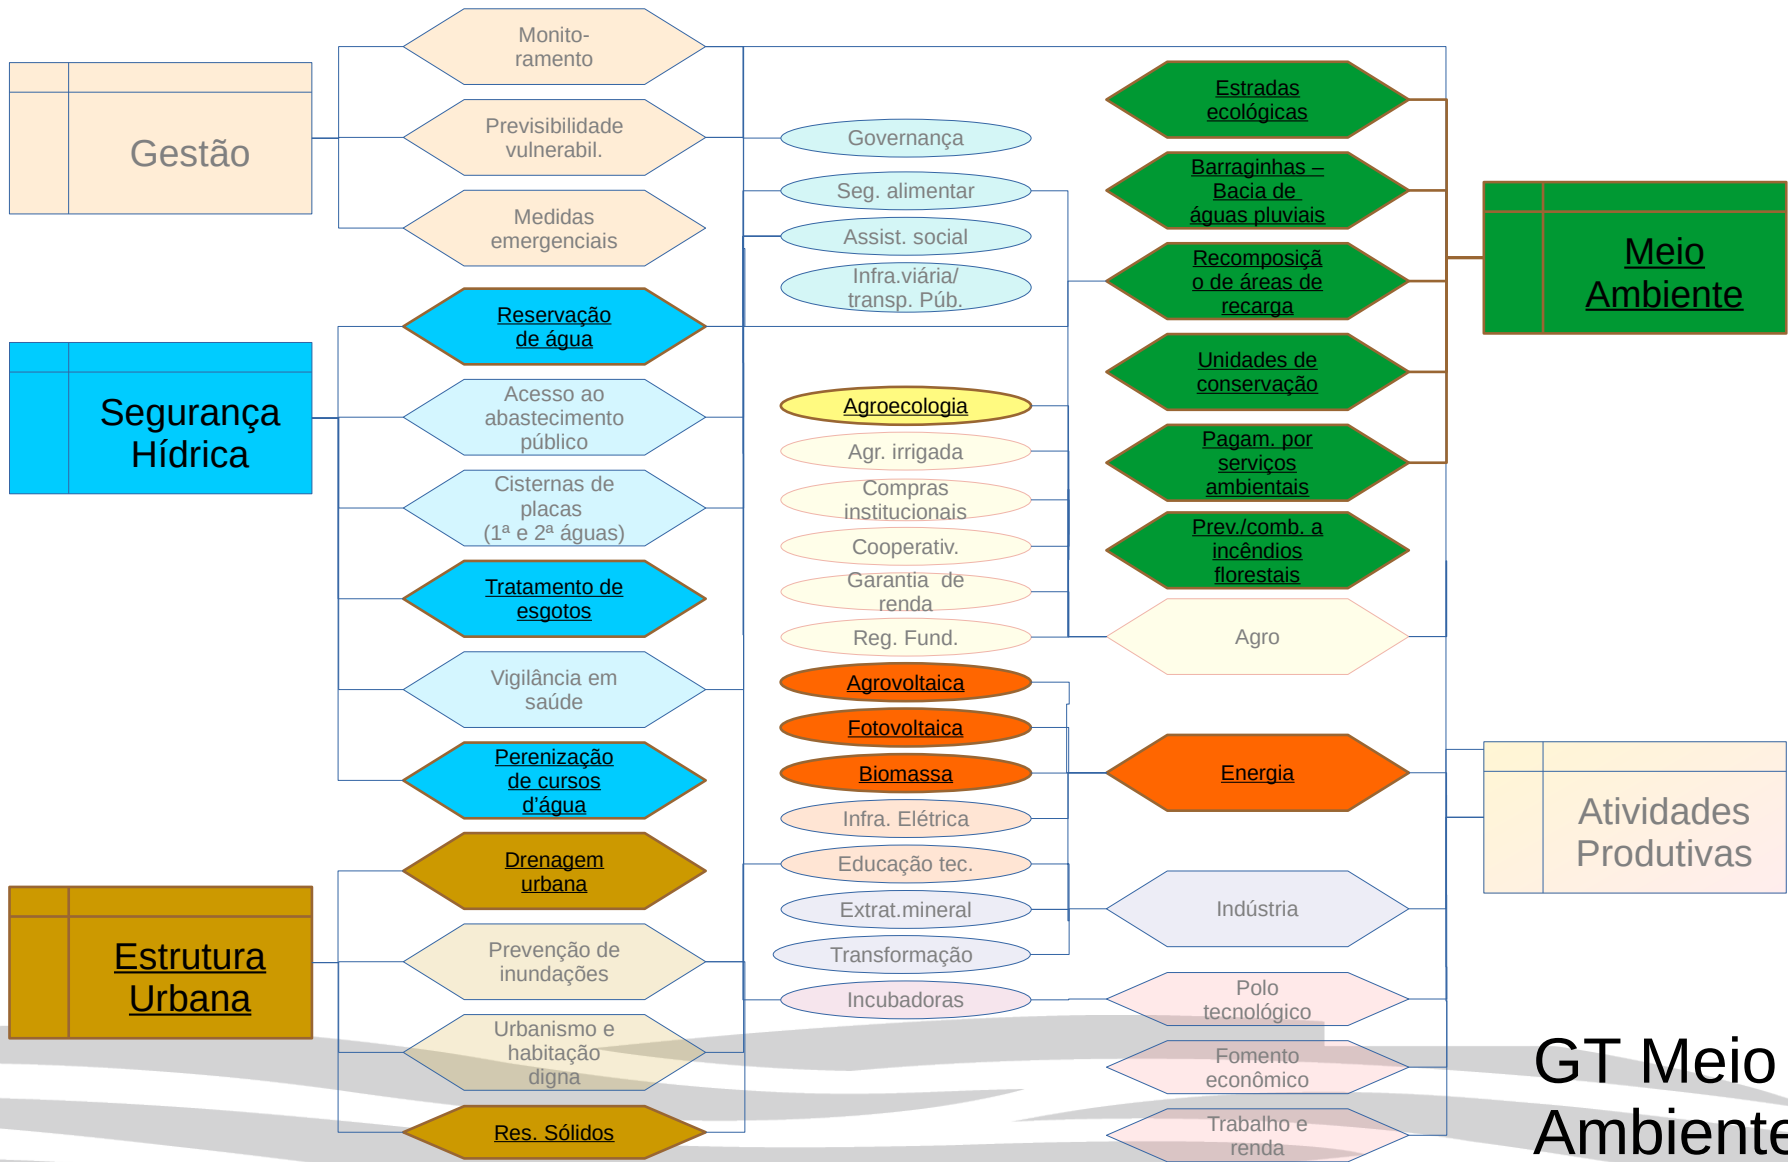 Monito-
ramento
Gestão
Previsibilidade
vulnerabil.
Medidas
emergenciais
Segurança
Hídrica
Reservação
de água
Acesso ao
abastecimento
público
Cisternas de
placas
(1ª e 2ª águas)
Tratamento de
esgotos
Vigilância em
saúde
Perenização
de cursos
d'água
Estrutura
Urbana
Drenagem
urbana
Prevenção de
inundações
Urbanismo e
habitação
digna
Res. Sólidos
Governança
Seg. alimentar
Assist. social
Infra.viária/
transp. Púb.
Agroecologia
Agr. irrigada
Compras
institucionais
Cooperativ.
Garantia  de
renda
Reg. Fund.
Agrovoltaica
Fotovoltaica
Biomassa
Infra. Elétrica
Educação tec.
Extrat.mineral
Transformação
Incubadoras
Estradas
ecológicas
Barraginhas –
Bacia de
águas pluviais
Recomposiçã
o de áreas de
recarga
Unidades de
conservação
Pagam. por
serviços
ambientais
Prev./comb. a
incêndios
florestais
Agro
Energia
Indústria
Polo
tecnológico
Fomento
econômico
Trabalho e
renda
Meio
Ambiente
Atividades
Produtivas
GT Meio
Ambiente